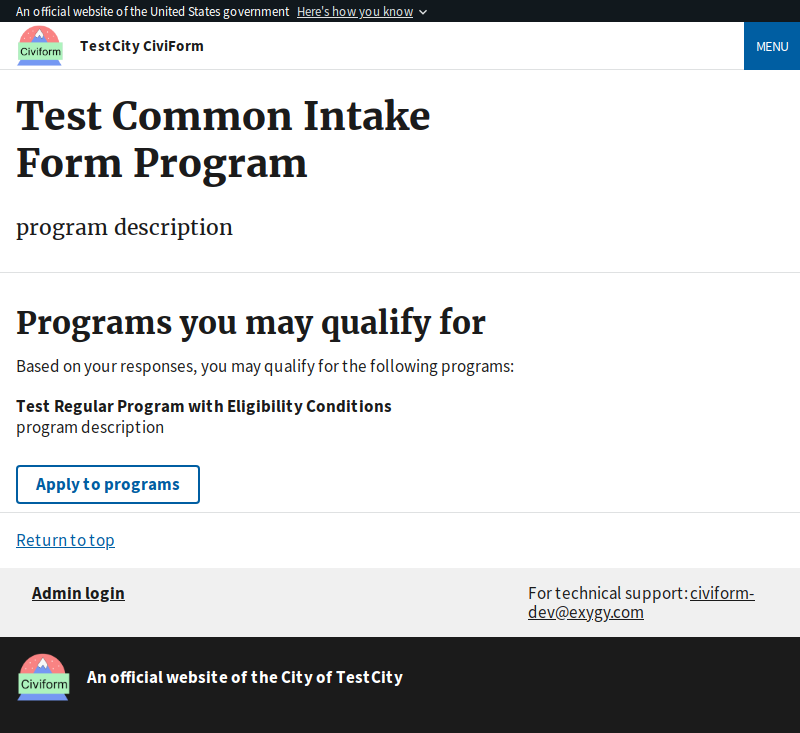 An official website of the United States government Here's how you know
Civiform
TestCity CiviForm
MENU
Test Common Intake
Form Program
program description
Programs you may qualify for
Based on your responses, you may qualify for the following programs:
Test Regular Program with Eligibility Conditions
program description
Apply to programs
Return to top
Admin login
For technical support: civiform-
dev@exygy.com
Civiform
An official website of the City of TestCity